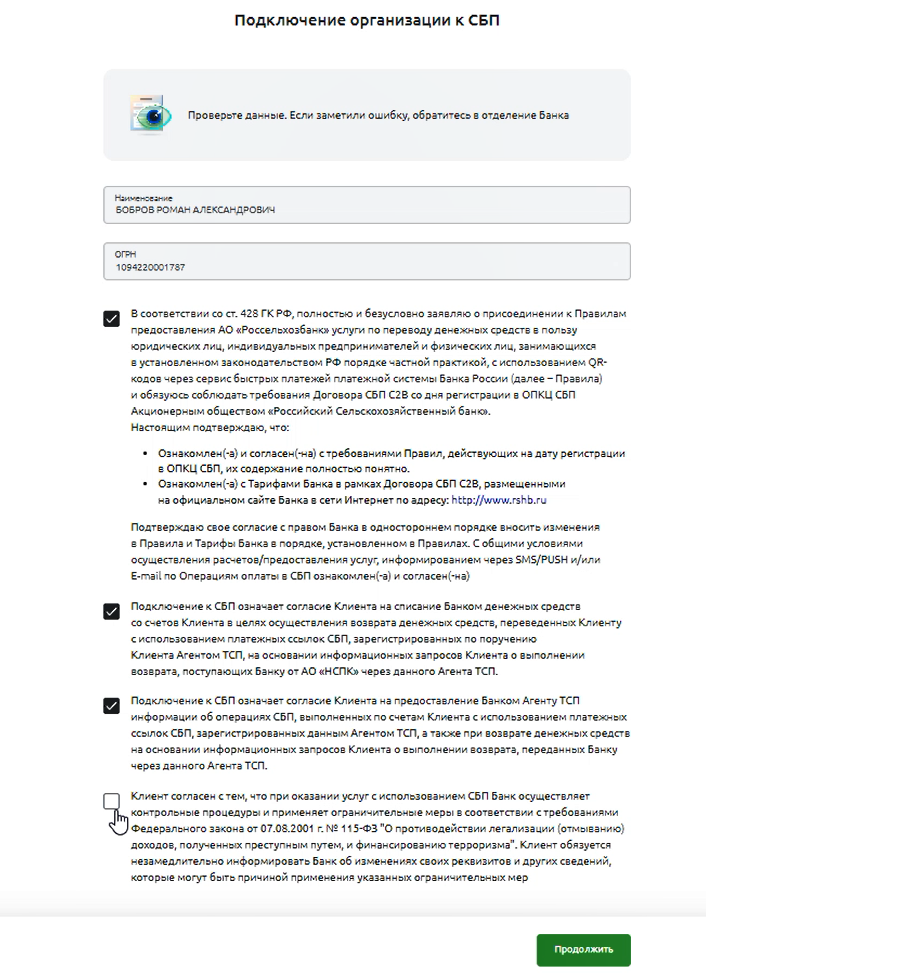 Подключение организации к СБП
Проверьте данные. Если заметили ошибку, обратитесь в отделение Банка
Наименование
БОБРОВ РОМАН АЛЕКСАНДРОВИЧ
ОГРН
1094220001787
В соответствии со ст. 428 ГК РФ, полностью и безусловно заявляю о присоединении к Правилам
предоставления АО «Россельхозбанк» услуги по переводу денежных средств в пользу
юридических лиц, индивидуальных предпринимателей и физических лиц, занимающихся
в установленном законодательством РФ порядке частной практикой, с использованием QR-
кодов через сервис быстрых платежей платежной системы Банка России (далее – Правила)
и обязуюсь соблюдать требования Договора СБП С2В со дня регистрации в ОПКЦ СБП
Акционерным обществом «Российский Сельскохозяйственный банк».
Настоящим подтверждаю, что:
• Ознакомлен(-а) и согласен(-на) с требованиями Правил, действующих на дату регистрации
в ОПКЦ СБП, их содержание полностью понятно.
• Ознакомлен(-а) с Тарифами Банка в рамках Договора СБП С2В, размещенными
на официальном сайте Банка в сети Интернет по адресу: http://www.rshb.ru
Подтверждаю свое согласие с правом Банка в одностороннем порядке вносить изменения
в Правила и Тарифы Банка в порядке, установленном в Правилах. С общими условиями
осуществления расчетов/предоставления услуг, информированием через SMS/PUSH и/или
E-mail по Операциям оплаты в СБП ознакомлен(-а) и согласен(-на)
Подключение к СБП означает согласие Клиента на списание Банком денежных средств
со счетов Клиента в целях осуществления возврата денежных средств, переведенных Клиенту
с использованием платежных ссылок СБП, зарегистрированных по поручению
Клиента Агентом ТСП, на основании информационных запросов Клиента о выполнении
возврата, поступающих Банку от АО «НСПК» через данного Агента ТСП.
Подключение к СБП означает согласие Клиента на предоставление Банком Агенту ТСП
информации об операциях СБП, выполненных по счетам Клиента с использованием платежных
ссылок СБП, зарегистрированных данным Агентом ТСП, а также при возврате денежных средств
на основании информационных запросов Клиента о выполнении возврата, переданных Банку
через данного Агента ТСП.
Клиент согласен с тем, что при оказании услуг с использованием СБП Банк осуществляет
контрольные процедуры и применяет ограничительные меры в соответствии с требованиями
Федерального закона от 07.08.2001 г. № 115-ФЗ "О противодействии легализации (отмыванию)
доходов, полученных преступным путем, и финансированию терроризма". Клиент обязуется
незамедлительно информировать Банк об изменениях своих реквизитов и других сведений,
которые могут быть причиной применения указанных ограничительных мер
Продолжить